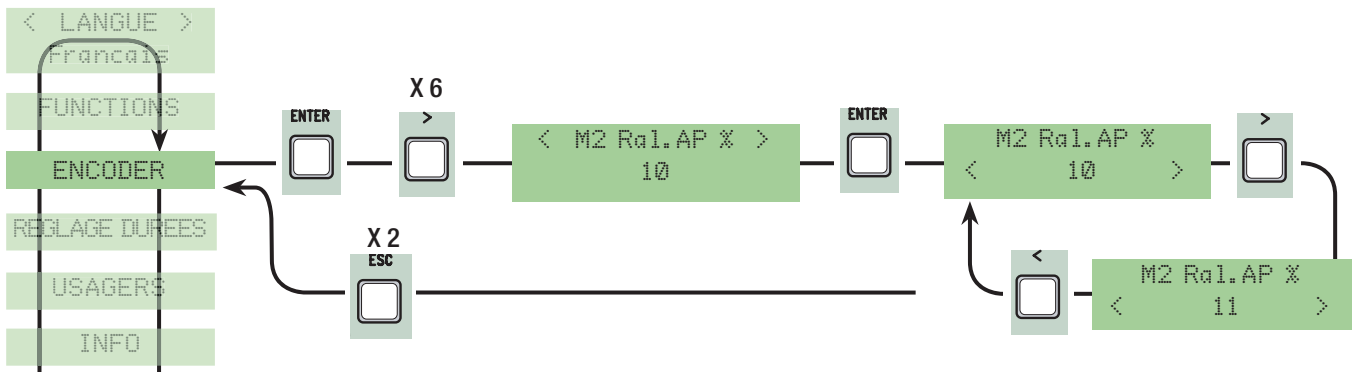 < LANGUE >
Francais
FUNCTIONS
ENCODER
REGLAGE DUREES
USAGERS
INFO
ENTER
X 6
>
< M2 Ral.AP % >
10
ENTER
M2 Ral.AP %
< 10 >
>
X 2
ESC
<
M2 Ral.AP %
< 11 >